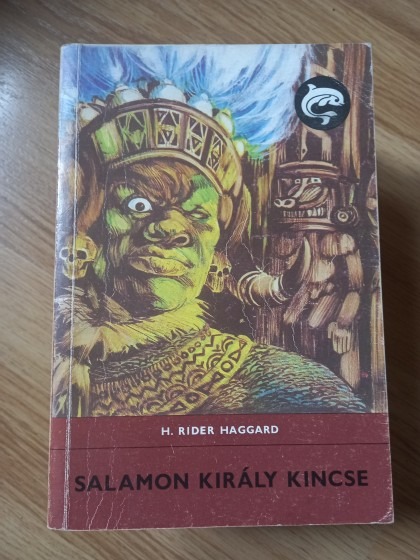 H. RIDER HAGGARD
SALAMON KIRÁLY KINCSE